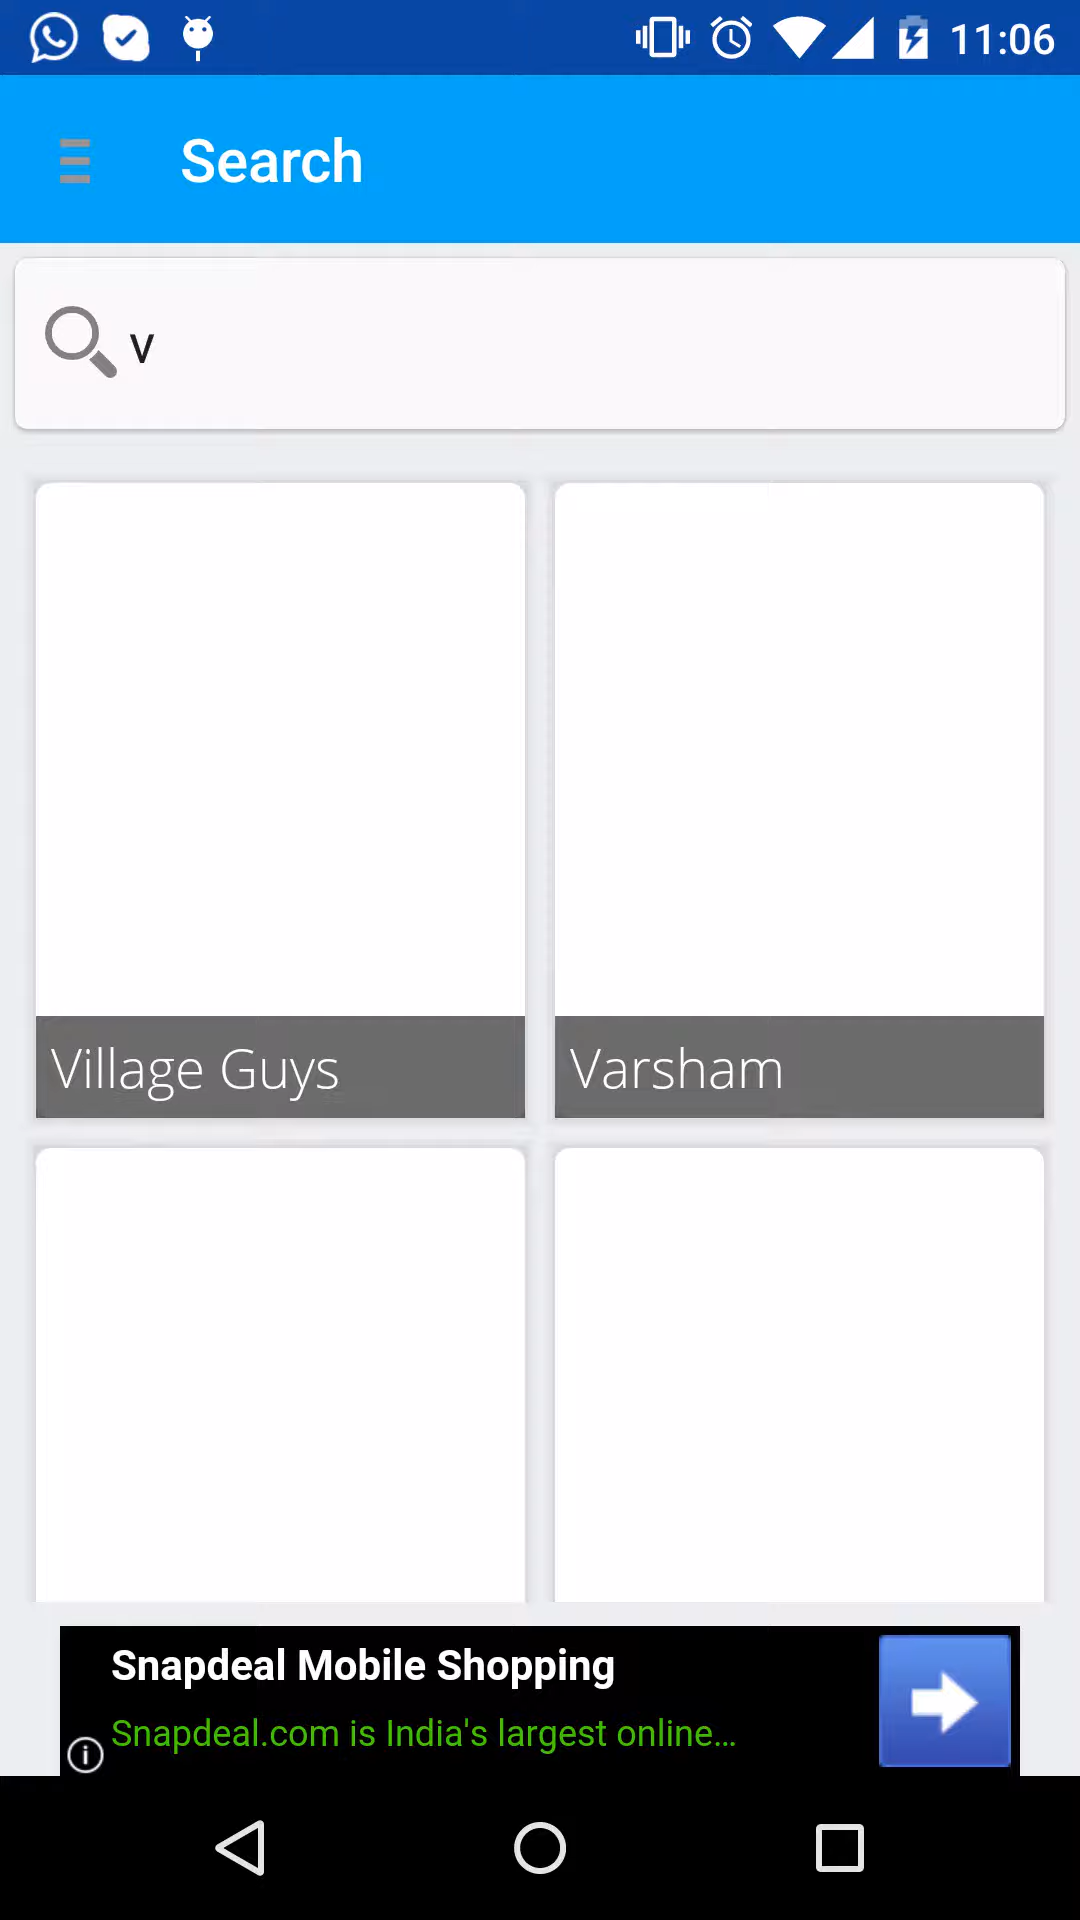 11:06
Search
v
Village Guys
Varsham
Snapdeal Mobile Shopping
Snapdeal.com is India's largest online...